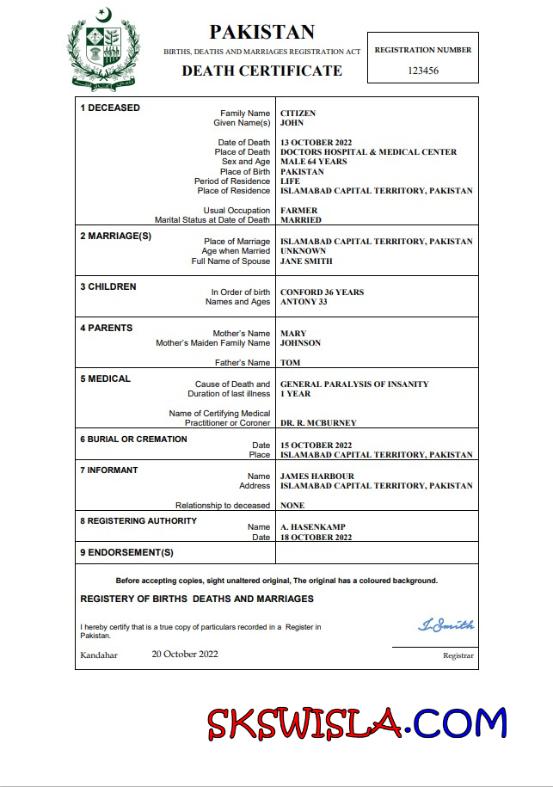 PAKISTAN
BIRTHS, DEATHS AND MARRIAGES REGISTRATION ACT
DEATH CERTIFICATE
REGISTRATION NUMBER
123456
1 DECEASED
Family Name CITIZEN
Given Name(s) JOHN
Date of Death 13 OCTOBER 2022
Place of Death DOCTORS HOSPITAL & MEDICAL CENTER
Sex and Age MALE 64 YEARS
Place of Birth PAKISTAN
Period of Residence LIFE
Place of Residence ISLAMABAD CAPITAL TERRITORY, PAKISTAN
Usual Occupation FARMER
Marital Status at Date of Death MARRIED
2 MARRIAGE(S)
Place of Marriage ISLAMABAD CAPITAL TERRITORY, PAKISTAN
Age when Married UNKNOWN
Full Name of Spouse JANE SMITH
3 CHILDREN
In Order of birth CONFORD 36 YEARS
Names and Ages ANTONY 33
4 PARENTS
Mother's Name MARY
Mother's Maiden Family Name JOHNSON
Father's Name TOM
5 MEDICAL
Cause of Death and GENERAL PARALYSIS OF INSANITY
Duration of last illness 1 YEAR
Name of Certifying Medical
Practitioner or Coroner DR. R. MCBURNEY
6 BURIAL OR CREMATION
Date 15 OCTOBER 2022
Place ISLAMABAD CAPITAL TERRITORY, PAKISTAN
7 INFORMANT
Name JAMES HARBOUR
Address ISLAMABAD CAPITAL TERRITORY, PAKISTAN
Relationship to deceased NONE
8 REGISTERING AUTHORITY
Name A. HASENKAMP
Date 18 OCTOBER 2022
9 ENDORSEMENT(S)
Before accepting copies, sight unaltered original, The original has a coloured background.
REGISTERY OF BIRTHS DEATHS AND MARRIAGES
I hereby certify that is a true copy of particulars recorded in a Register in
Pakistan.
J. Smith
Kandahar 20 October 2022 Registrar
SKSWISLA.COM